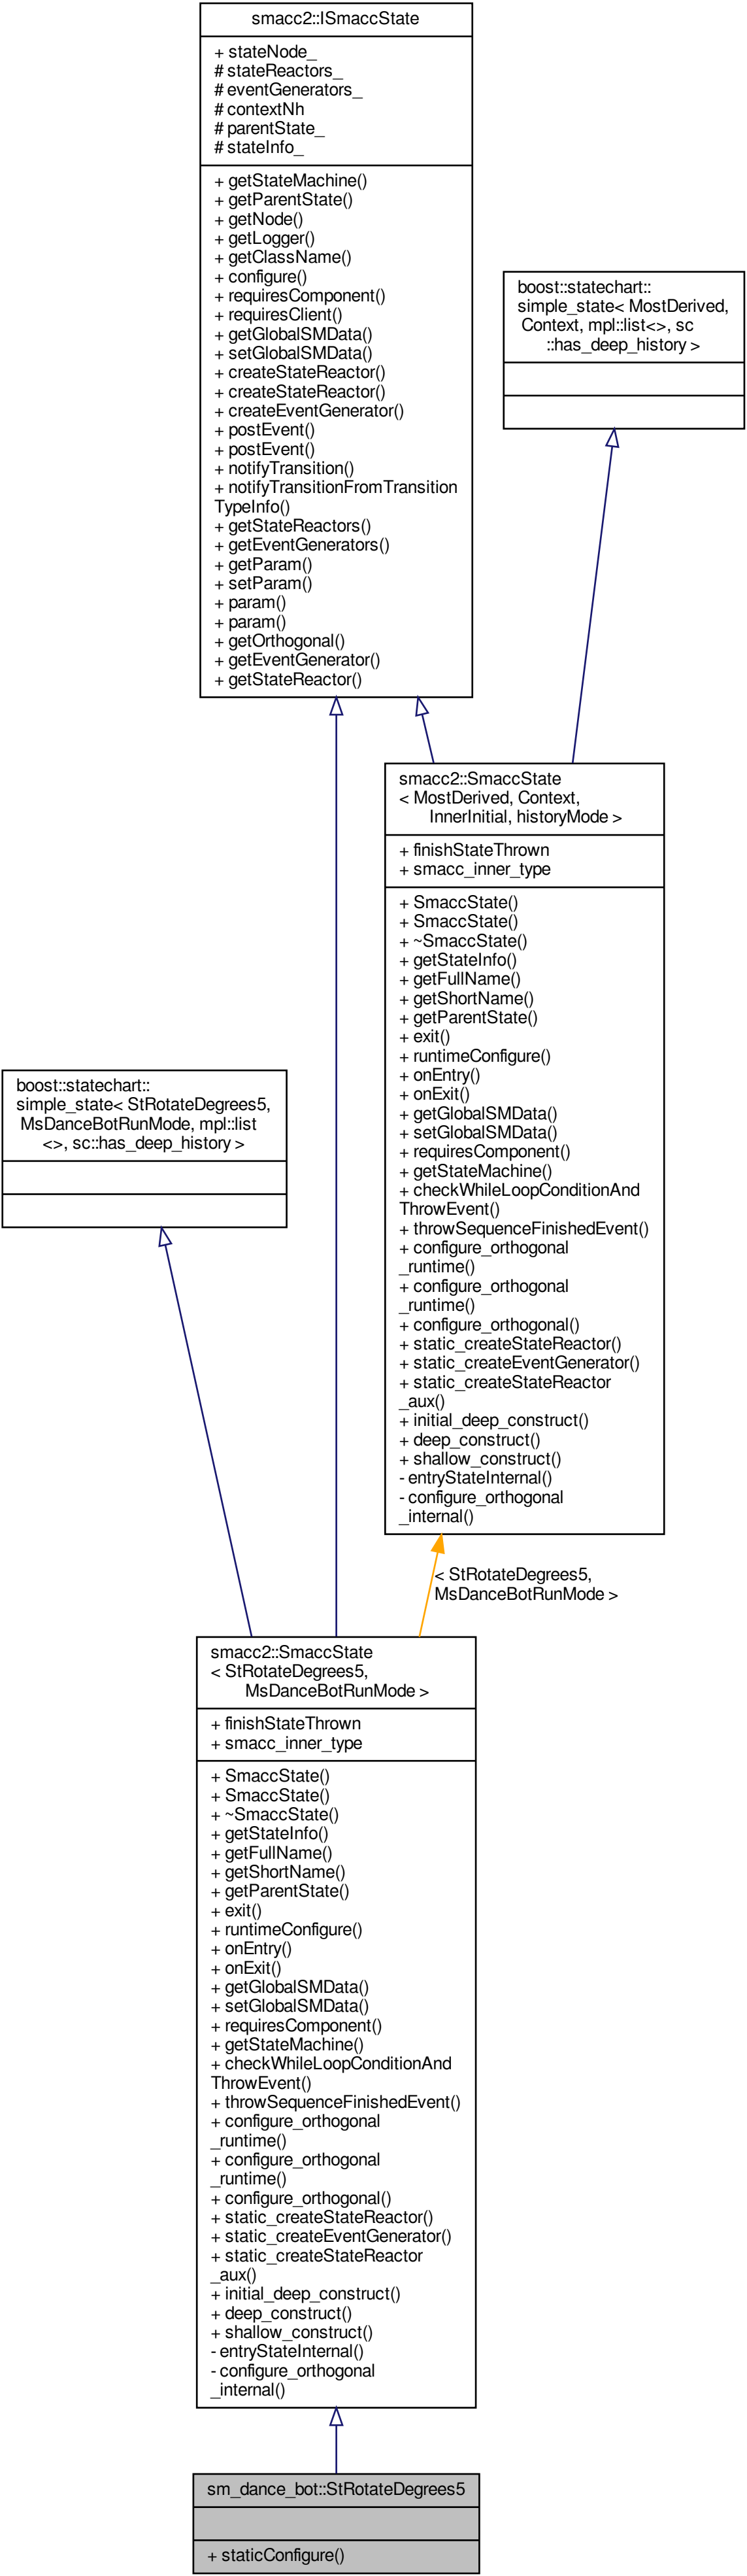 smacc2::ISmaccState
+ stateNode_
# stateReactors_
# eventGenerators_
# contextNh
# parentState_
# stateInfo_
+ getStateMachine()
+ getParentState()
+ getNode()
+ getLogger()
+ getClassName()
+ configure()
+ requiresComponent()
+ requiresClient()
+ getGlobalSMData()
+ setGlobalSMData()
+ createStateReactor()
+ createStateReactor()
+ createEventGenerator()
+ postEvent()
+ postEvent()
+ notifyTransition()
+ notifyTransitionFromTransition
TypeInfo()
+ getStateReactors()
+ getEventGenerators()
+ getParam()
+ setParam()
+ param()
+ param()
+ getOrthogonal()
+ getEventGenerator()
+ getStateReactor()
boost::statechart::
simple_state< MostDerived,
Context, mpl::list<>, sc
::has_deep_history >
smacc2::SmaccState
< MostDerived, Context,
InnerInitial, historyMode >
+ finishStateThrown
+ smacc_inner_type
+ SmaccState()
+ SmaccState()
+ ~SmaccState()
+ getStateInfo()
+ getFullName()
+ getShortName()
+ getParentState()
+ exit()
+ runtimeConfigure()
+ onEntry()
+ onExit()
+ getGlobalSMData()
+ setGlobalSMData()
+ requiresComponent()
+ getStateMachine()
+ checkWhileLoopConditionAnd
ThrowEvent()
+ throwSequenceFinishedEvent()
+ configure_orthogonal
_runtime()
+ configure_orthogonal
_runtime()
+ configure_orthogonal()
+ static_createStateReactor()
+ static_createEventGenerator()
+ static_createStateReactor
_aux()
+ initial_deep_construct()
+ deep_construct()
+ shallow_construct()
- entryStateInternal()
- configure_orthogonal
_internal()
boost::statechart::
simple_state< StRotateDegrees5,
MsDanceBotRunMode, mpl::list
<>, sc::has_deep_history >
< StRotateDegrees5,
MsDanceBotRunMode >
smacc2::SmaccState
< StRotateDegrees5,
MsDanceBotRunMode >
+ finishStateThrown
+ smacc_inner_type
+ SmaccState()
+ SmaccState()
+ ~SmaccState()
+ getStateInfo()
+ getFullName()
+ getShortName()
+ getParentState()
+ exit()
+ runtimeConfigure()
+ onEntry()
+ onExit()
+ getGlobalSMData()
+ setGlobalSMData()
+ requiresComponent()
+ getStateMachine()
+ checkWhileLoopConditionAnd
ThrowEvent()
+ throwSequenceFinishedEvent()
+ configure_orthogonal
_runtime()
+ configure_orthogonal
_runtime()
+ configure_orthogonal()
+ static_createStateReactor()
+ static_createEventGenerator()
+ static_createStateReactor
_aux()
+ initial_deep_construct()
+ deep_construct()
+ shallow_construct()
- entryStateInternal()
- configure_orthogonal
_internal()
sm_dance_bot::StRotateDegrees5
+ staticConfigure()